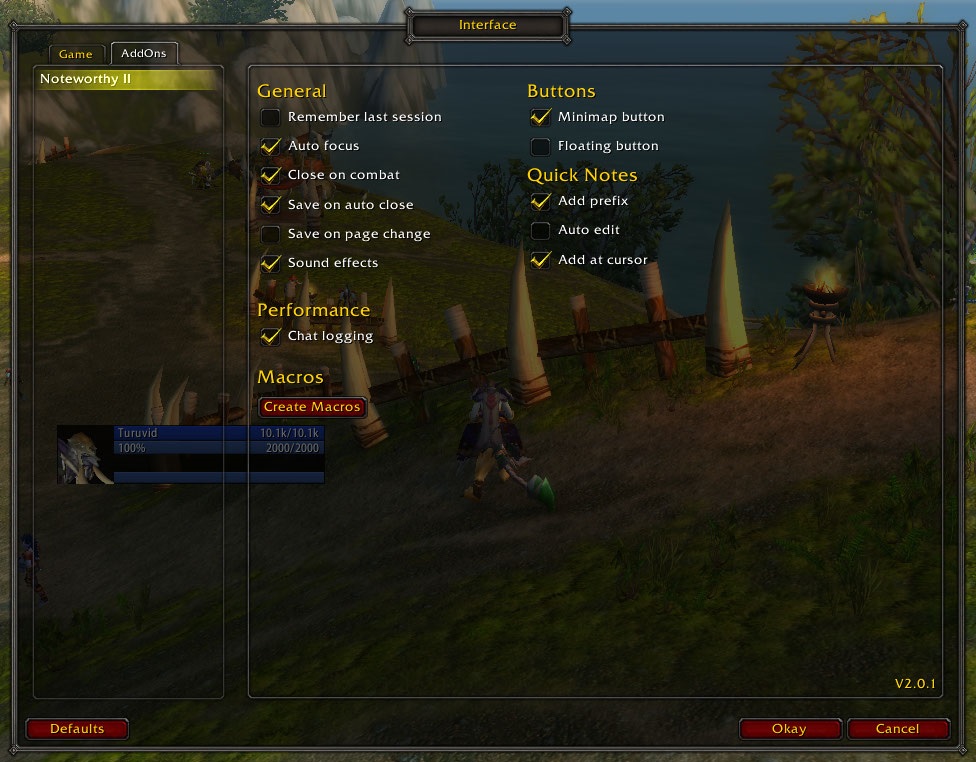 Interface
Game
AddOns
Noteworthy II
General
Remember last session
Auto focus
Close on combat
Save on auto close
Save on page change
Sound effects
Performance
Chat logging
Macros
Create Macros
Buttons
Minimap button
Floating button
Quick Notes
Add prefix
Auto edit
Add at cursor
Turuvid 10.1k/10.1k
100% 2000/2000
V2.0.1
Defaults
Okay
Cancel